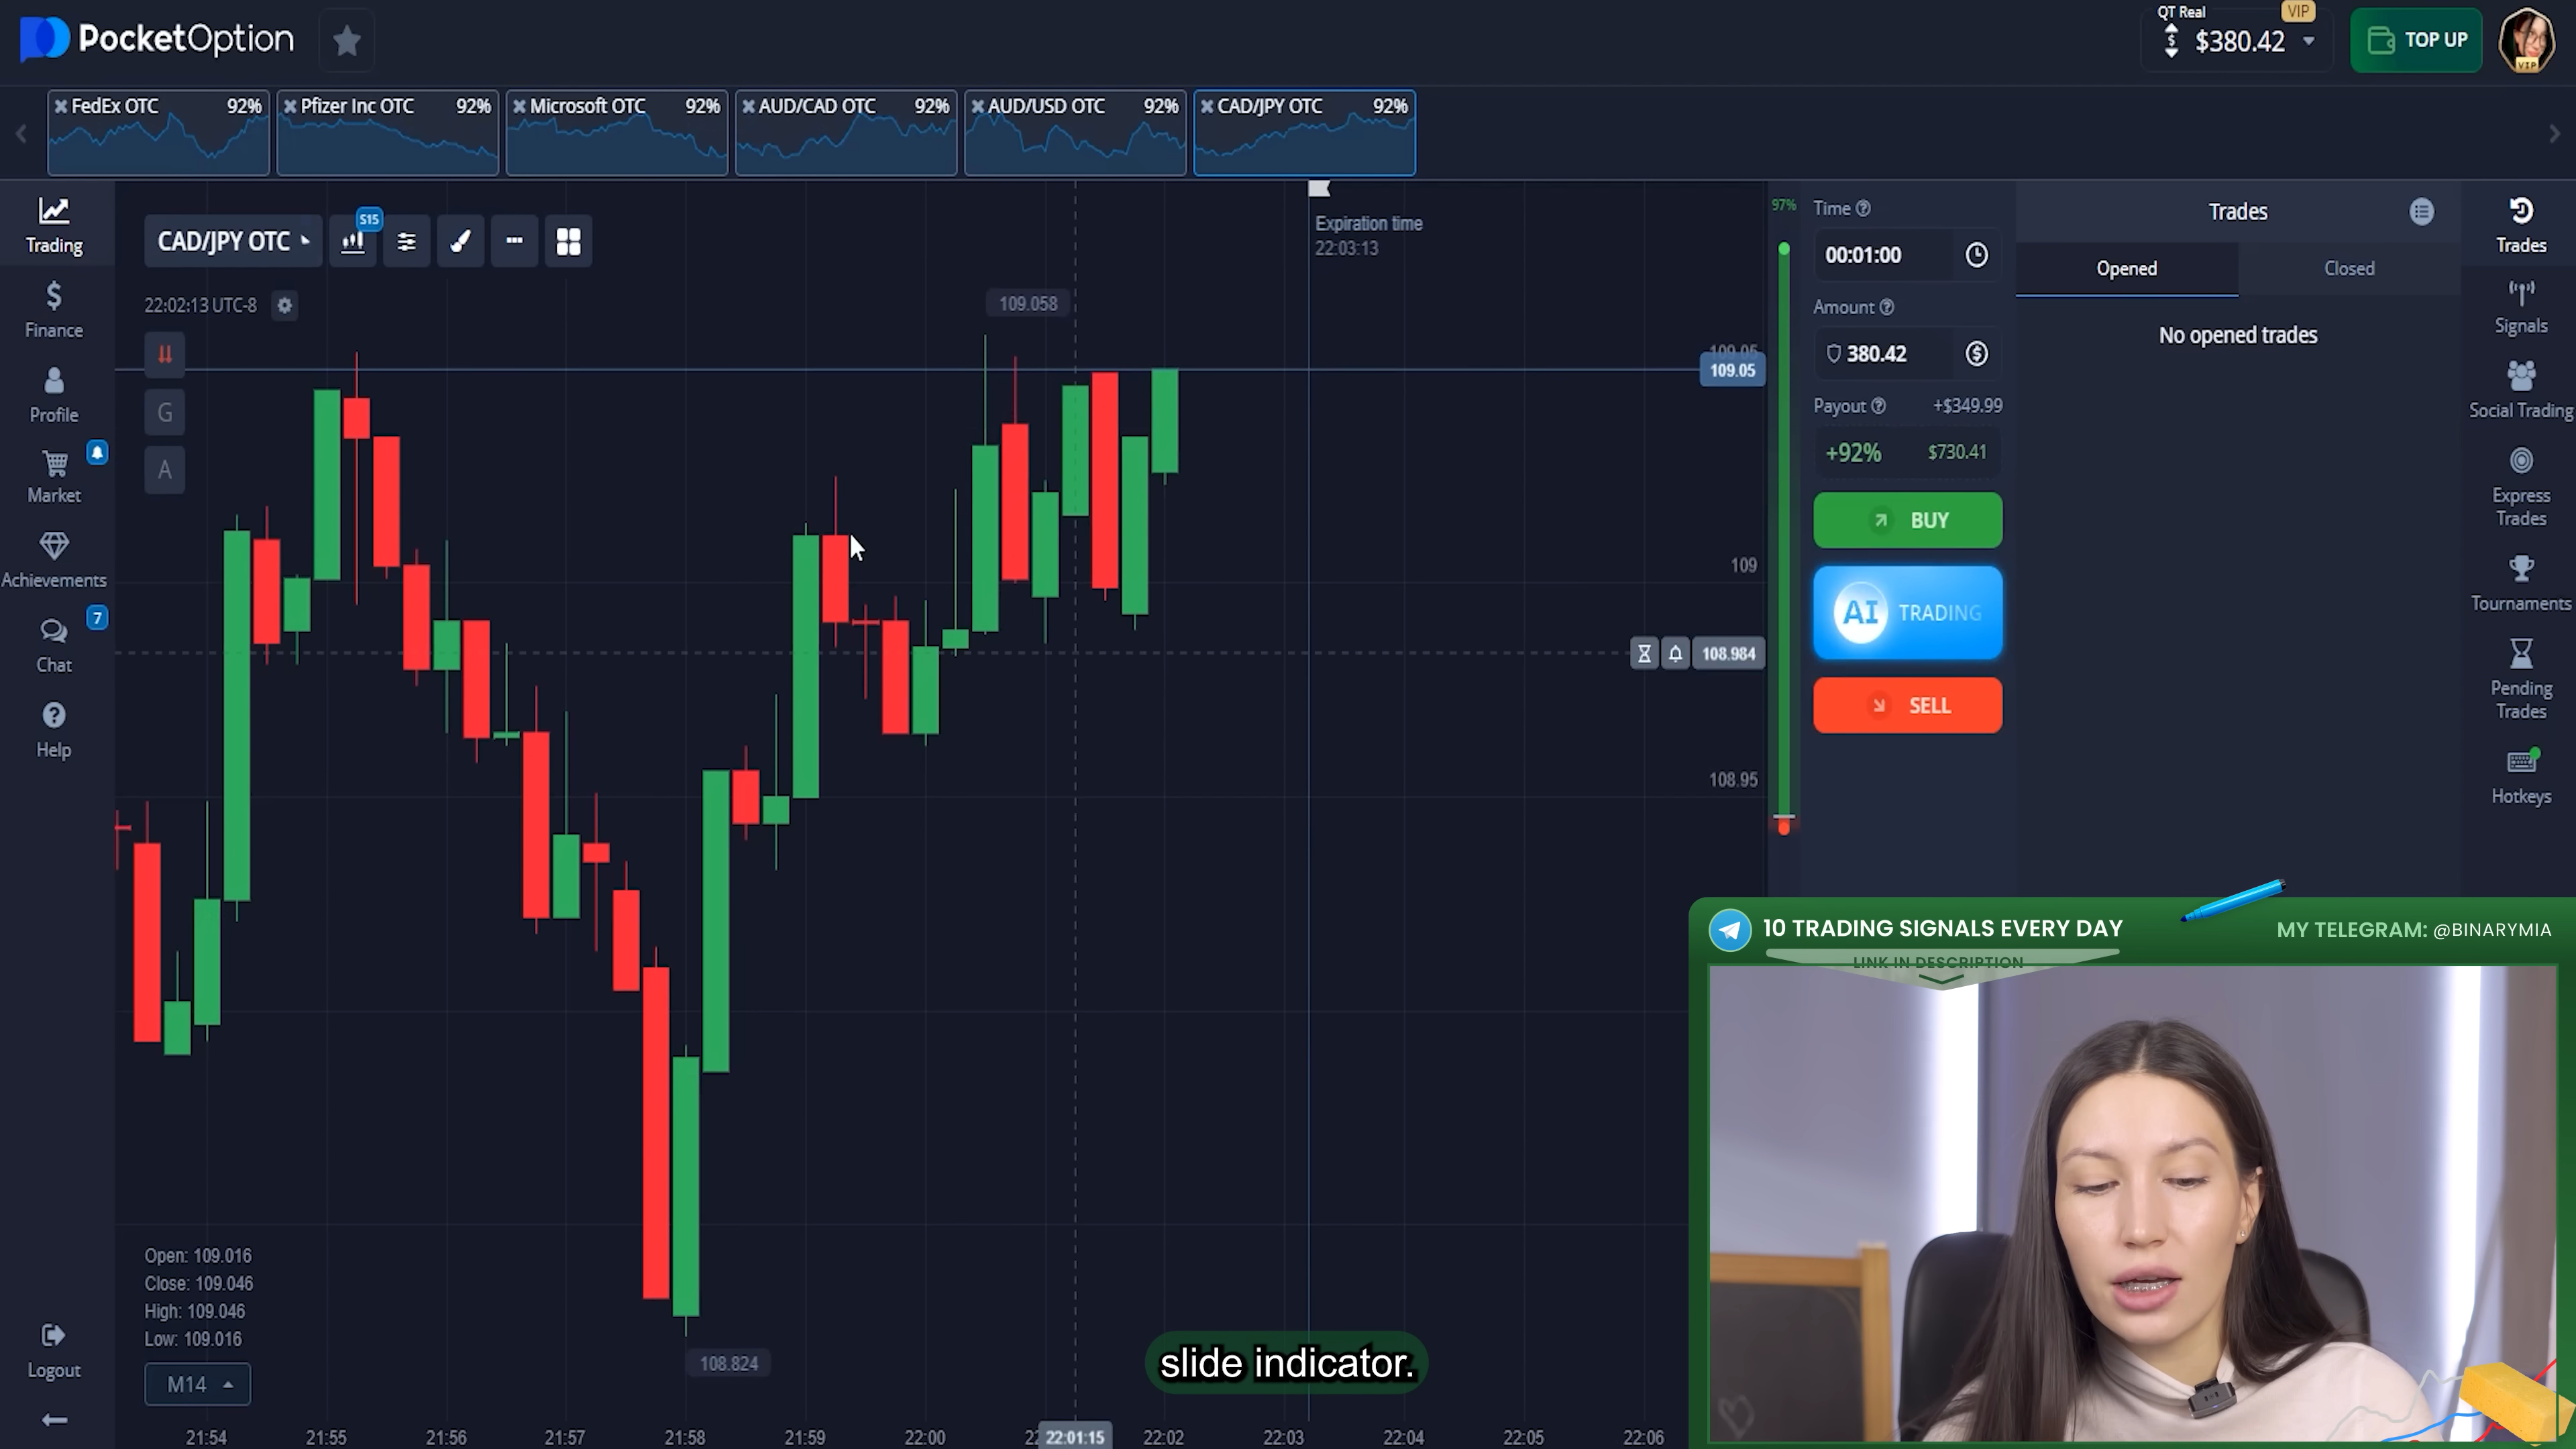 PocketOption
QT Real
VIP
$380.42
TOP UP
VIP
FedEx OTC 92%
Pfizer Inc OTC 92%
Microsoft OTC 92%
AUD/CAD OTC 92%
AUD/USD OTC 92%
CAD/JPY OTC 92%
Trading
Finance
Profile
Market
Achievements
7
Chat
Help
Logout
CAD/JPY OTC
S15
22:02:13 UTC-8
G
A
109.058
Expiration time
22:03:13
97%
109.05
109.05
109
108.984
108.95
108.824
Open: 109.016
Close: 109.046
High: 109.046
Low: 109.016
M14
21:54 21:55 21:56 21:57 21:58 21:59 22:00 22:01:15 22:02 22:03 22:04 22:05 22:06
Time
00:01:00
Amount
380.42
Payout +$349.99
+92% $730.41
BUY
AI TRADING
SELL
Trades
Opened Closed
No opened trades
Trades
Signals
Social Trading
Express
Trades
Tournaments
Pending
Trades
Hotkeys
10 TRADING SIGNALS EVERY DAY
LINK IN DESCRIPTION
MY TELEGRAM: @BINARYMIA
slide indicator.